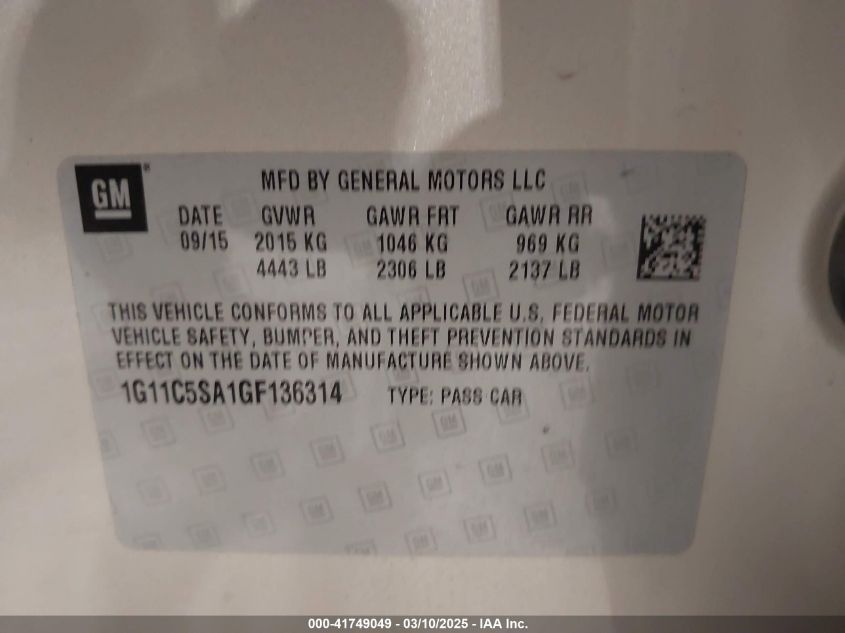 GM
MFD BY GENERAL MOTORS LLC
DATE GVWR GAWR FRT GAWR RR
09/15 2015 KG 1046 KG 969 KG
4443 LB 2306 LB 2137 LB
THIS VEHICLE CONFORMS TO ALL APPLICABLE U.S. FEDERAL MOTOR
VEHICLE SAFETY, BUMPER, AND THEFT PREVENTION STANDARDS IN
EFFECT ON THE DATE OF MANUFACTURE SHOWN ABOVE.
1G11C5SA1GF136314 TYPE: PASS CAR
000-41749049 - 03/10/2025 - IAA Inc.